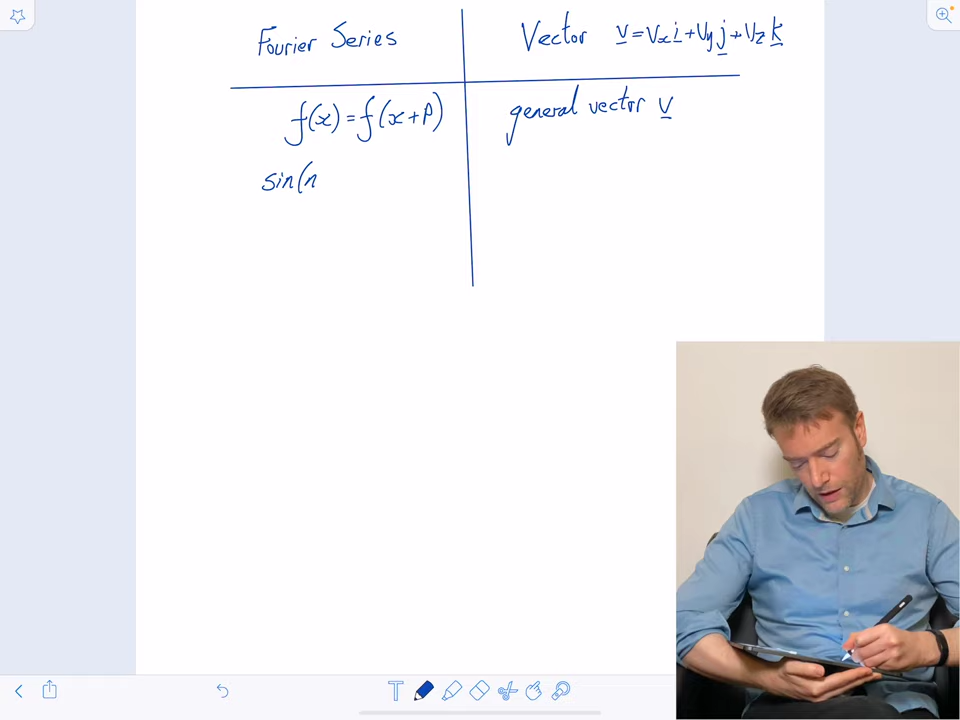 Fourier Series
Vector v = vx i + vy j + vz k
f(x) = f(x+P)
general vector v
sin(n
T